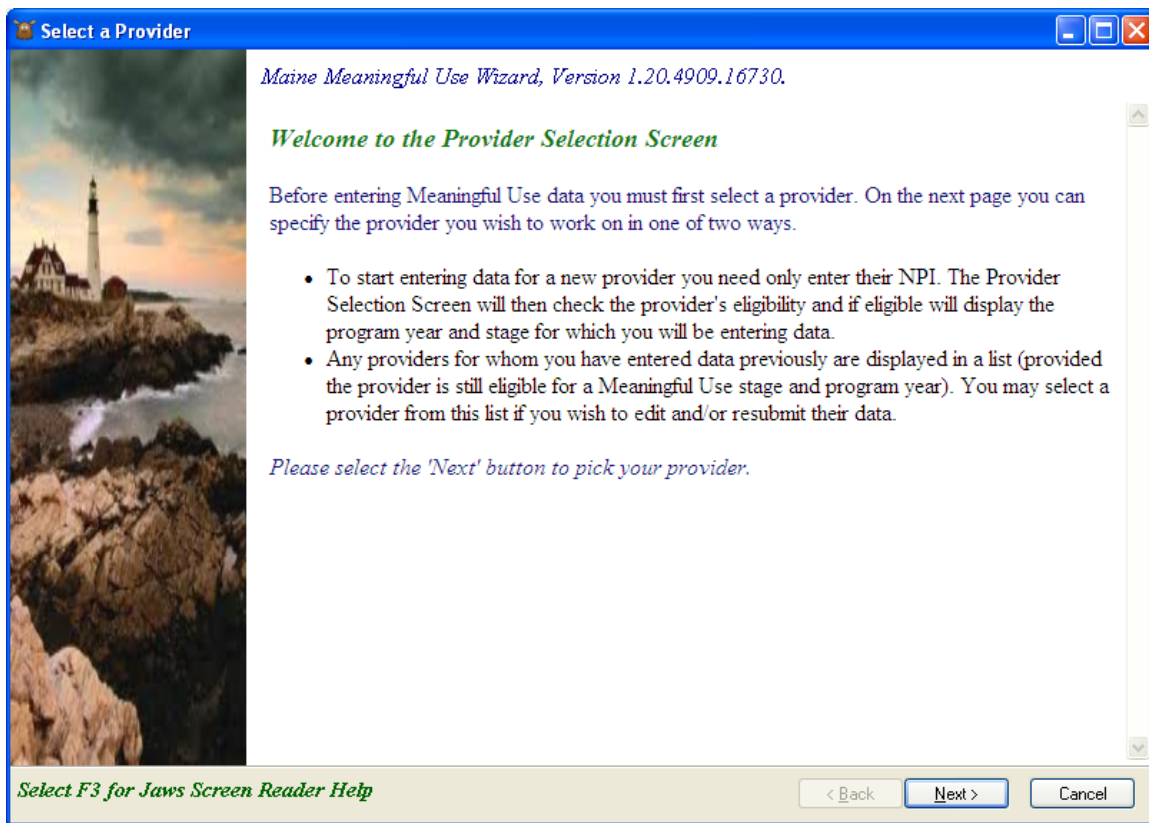 Select a Provider
Maine Meaningful Use Wizard, Version 1.20.4909.16730.
Welcome to the Provider Selection Screen
Before entering Meaningful Use data you must first select a provider. On the next page you can
specify the provider you wish to work on in one of two ways.
• To start entering data for a new provider you need only enter their NPI. The Provider
Selection Screen will then check the provider's eligibility and if eligible will display the
program year and stage for which you will be entering data.
• Any providers for whom you have entered data previously are displayed in a list (provided
the provider is still eligible for a Meaningful Use stage and program year). You may select a
provider from this list if you wish to edit and/or resubmit their data.
Please select the 'Next' button to pick your provider.
Select F3 for Jaws Screen Reader Help
< Back
Next >
Cancel